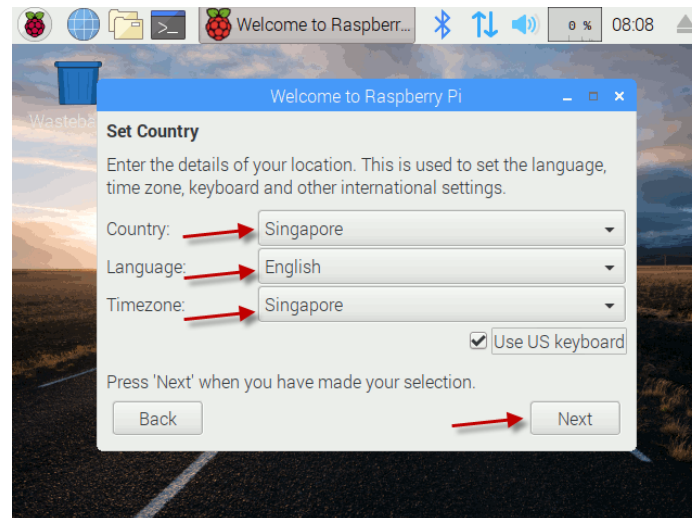 >_ Welcome to Raspberr... 0 % 08:08
Welcome to Raspberry Pi
Set Country
Enter the details of your location. This is used to set the language,
time zone, keyboard and other international settings.
Country: Singapore
Language: English
Timezone: Singapore
Use US keyboard
Press 'Next' when you have made your selection.
Back Next